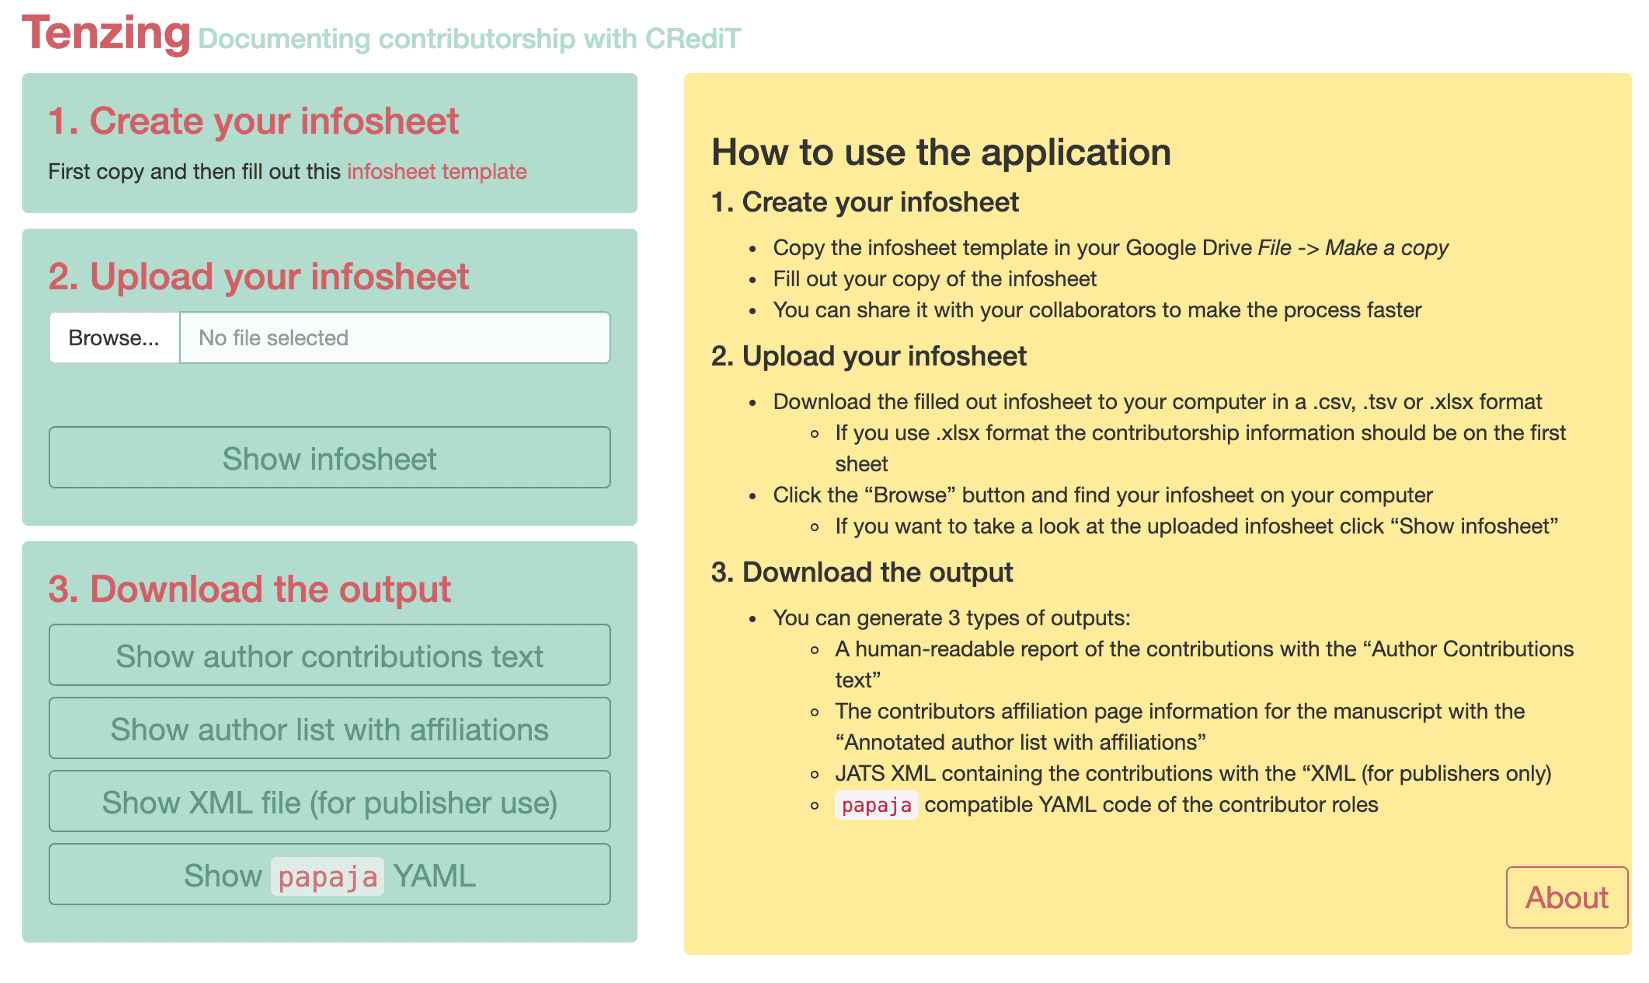 Tenzing Documenting contributorship with CRediT
1. Create your infosheet
First copy and then fill out this infosheet template
2. Upload your infosheet
Browse... No file selected
Show infosheet
3. Download the output
Show author contributions text
Show author list with affiliations
Show XML file (for publisher use)
Show papaja YAML
How to use the application
1. Create your infosheet
• Copy the infosheet template in your Google Drive File -> Make a copy
• Fill out your copy of the infosheet
• You can share it with your collaborators to make the process faster
2. Upload your infosheet
• Download the filled out infosheet to your computer in a .csv, .tsv or .xlsx format
◦ If you use .xlsx format the contributorship information should be on the first
sheet
• Click the “Browse” button and find your infosheet on your computer
◦ If you want to take a look at the uploaded infosheet click “Show infosheet”
3. Download the output
• You can generate 3 types of outputs:
◦ A human-readable report of the contributions with the “Author Contributions
text”
◦ The contributors affiliation page information for the manuscript with the
“Annotated author list with affiliations”
◦ JATS XML containing the contributions with the “XML (for publishers only)
◦ papaja compatible YAML code of the contributor roles
About